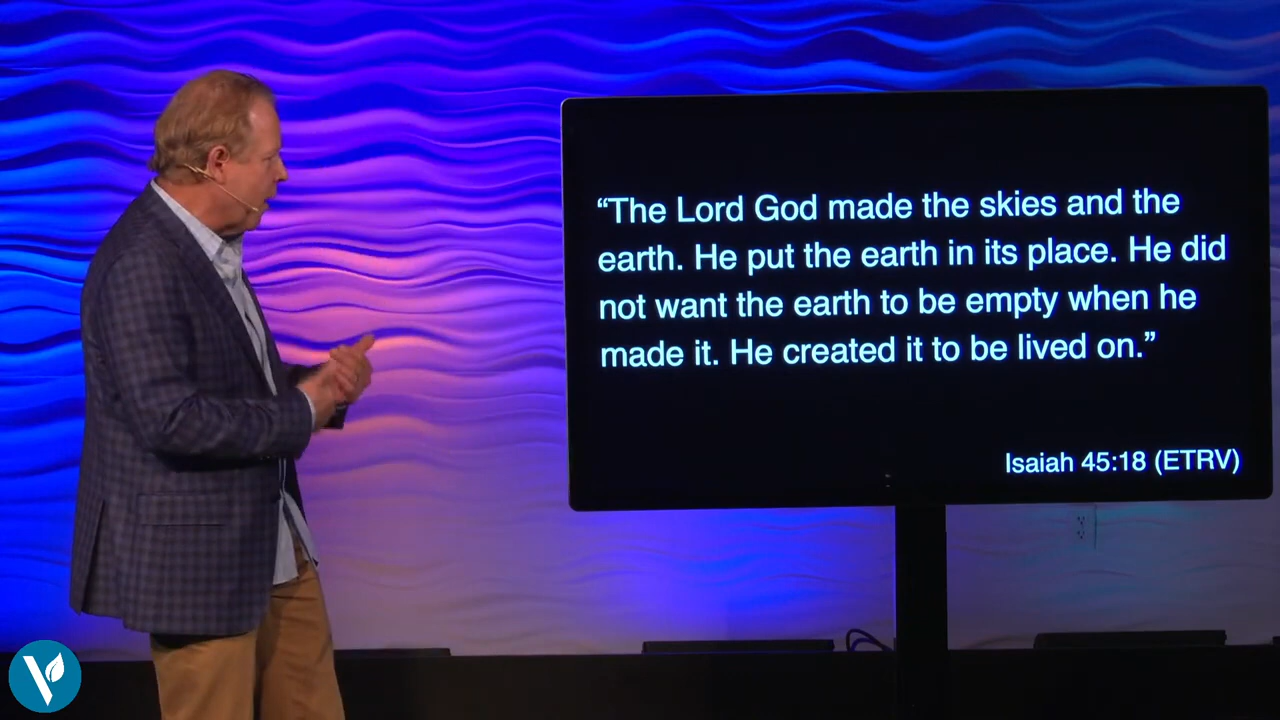 “The Lord God made the skies and the
earth. He put the earth in its place. He did
not want the earth to be empty when he
made it. He created it to be lived on.”
Isaiah 45:18 (ETRV)